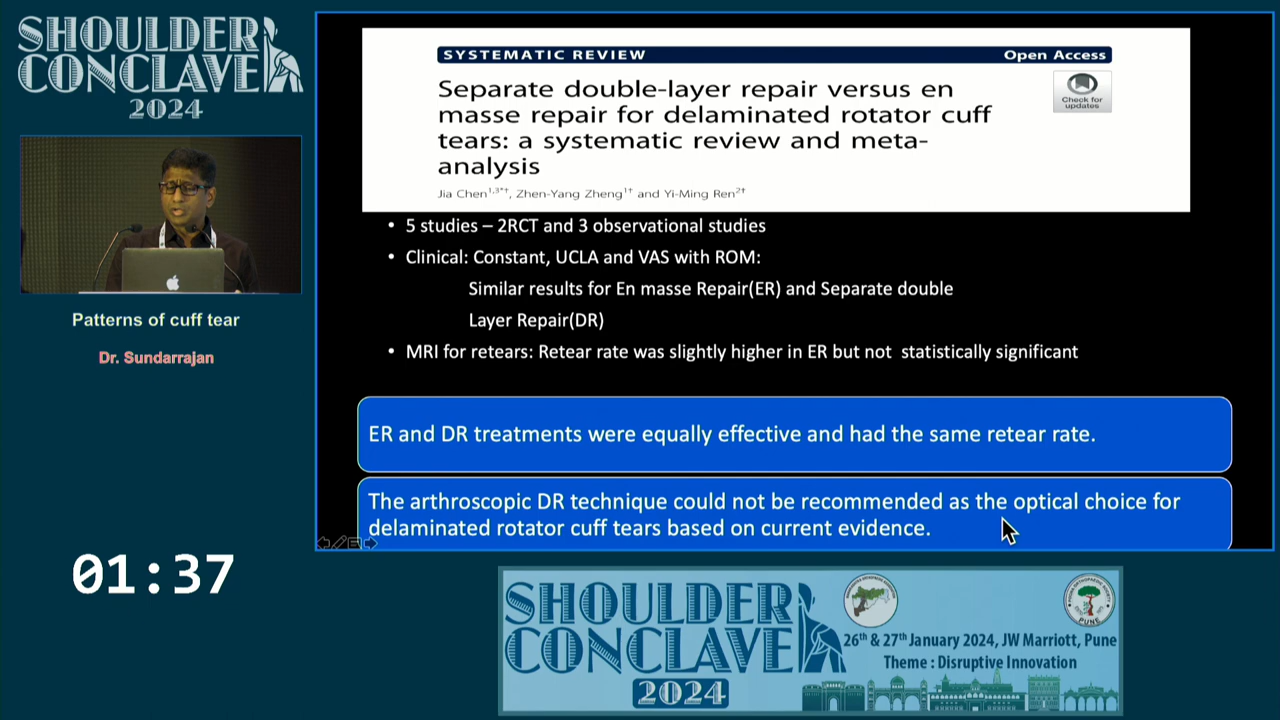 SHOULDER
CONCLAVE
2024
Patterns of cuff tear
Dr. Sundarrajan
01:37
SYSTEMATIC REVIEW
Open Access
Separate double-layer repair versus en
masse repair for delaminated rotator cuff
tears: a systematic review and meta-
analysis
Check for
updates
Jia Chen1,3*†, Zhen-Yang Zheng1† and Yi-Ming Ren2†
• 5 studies – 2RCT and 3 observational studies
• Clinical: Constant, UCLA and VAS with ROM:
Similar results for En masse Repair(ER) and Separate double
Layer Repair(DR)
• MRI for retears: Retear rate was slightly higher in ER but not statistically significant
ER and DR treatments were equally effective and had the same retear rate.
The arthroscopic DR technique could not be recommended as the optical choice for
delaminated rotator cuff tears based on current evidence.
SHOULDER
CONCLAVE
2024
26th & 27th January 2024, JW Marriott, Pune
Theme : Disruptive Innovation
PUNE